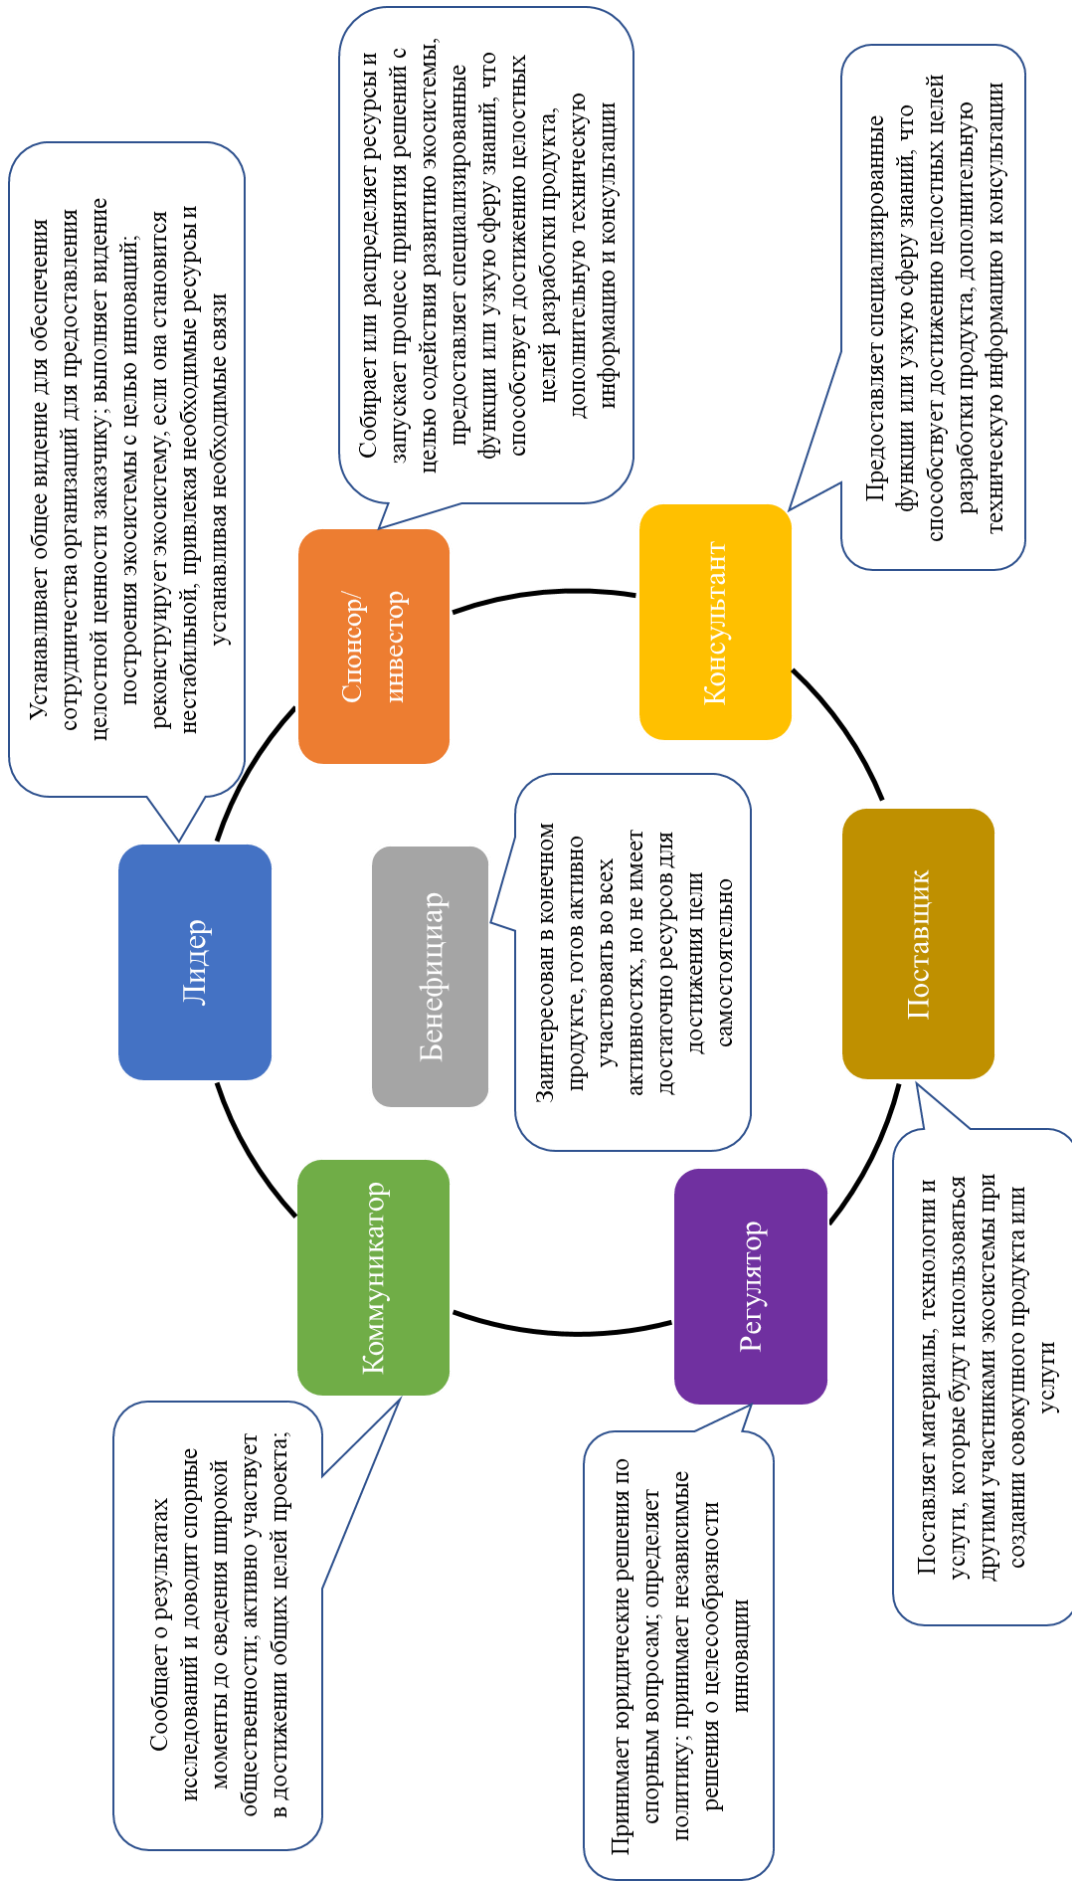 Устанавливает общее видение для обеспечения
сотрудничества организаций для предоставления
целостной ценности заказчику; выполняет видение
построения экосистемы с целью инноваций;
реконструирует экосистему, если она становится
нестабильной, привлекая необходимые ресурсы и
устанавливая необходимые связи
Лидер
Собирает или распределяет ресурсы и
запускает процесс принятия решений с
целью содействия развитию экосистемы,
предоставляет специализированные
функции или узкую сферу знаний, что
способствует достижению целостных
целей разработки продукта,
дополнительную техническую
информацию и консультации
Спонсор/
инвестор
Предоставляет специализированные
функции или узкую сферу знаний, что
способствует достижению целостных целей
разработки продукта, дополнительную
техническую информацию и консультации
Консультант
Поставщик
Поставляет материалы, технологии и
услуги, которые будут использоваться
другими участниками экосистемы при
создании совокупного продукта или
услуги
Регулятор
Принимает юридические решения по
спорным вопросам; определяет
политику; принимает независимые
решения о целесообразности
инновации
Коммуникатор
Сообщает о результатах
исследований и доводит спорные
моменты до сведения широкой
общественности; активно участвует
в достижении общих целей проекта;
Бенефициар
Заинтересован в конечном
продукте, готов активно
участвовать во всех
активностях, но не имеет
достаточно ресурсов для
достижения цели
самостоятельно